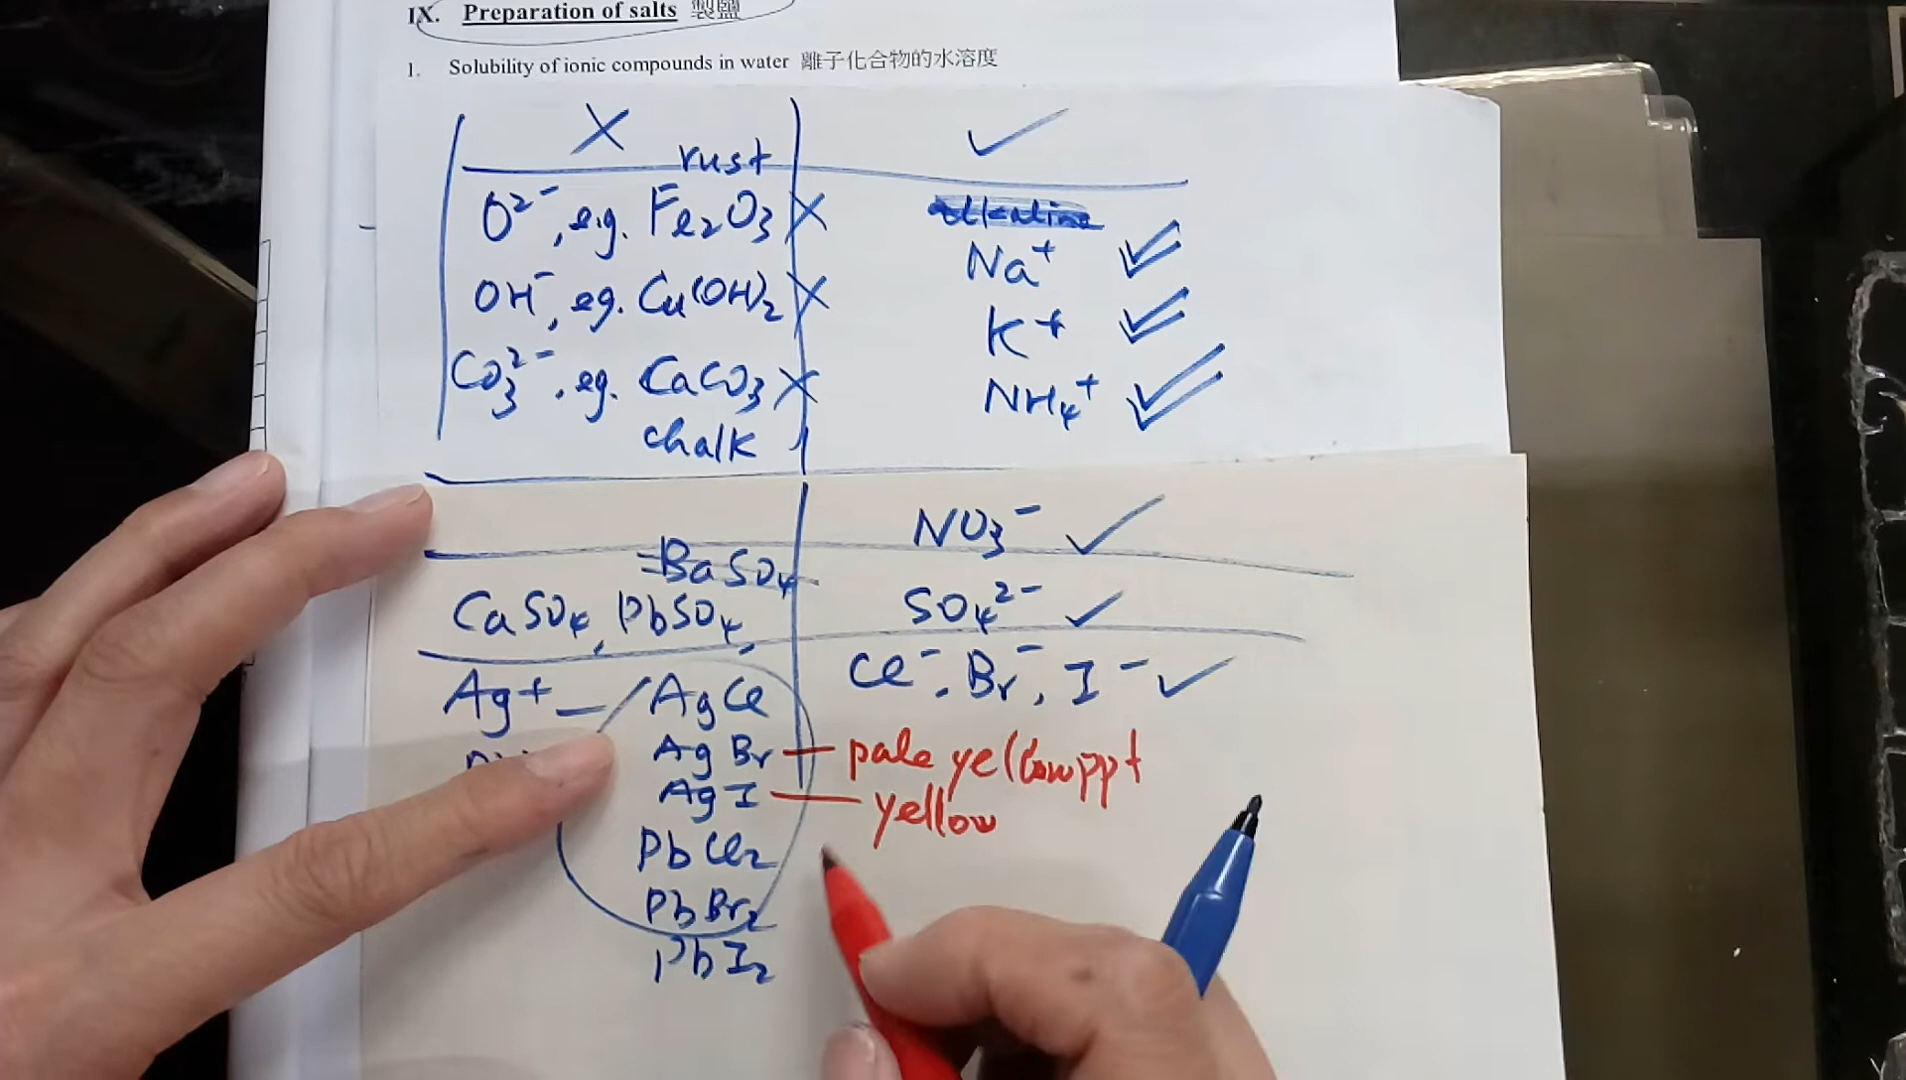 IX. Preparation of salts 製鹽
1. Solubility of ionic compounds in water 離子化合物的水溶度
X ✓
rust
O²⁻, e.g. Fe₂O₃ X
Na⁺ ✓
OH⁻, eg. Cu(OH)₂ X
K⁺ ✓
CO₃²⁻, eg. CaCO₃ X
NH₄⁺ ✓
chalk
NO₃⁻ ✓
BaSO₄
CaSO₄, PbSO₄, SO₄²⁻ ✓
Ag⁺ — AgCl Cl⁻, Br⁻, I⁻ ✓
AgBr — pale yellow ppt
AgI — yellow
PbCl₂
PbBr₂
PbI₂